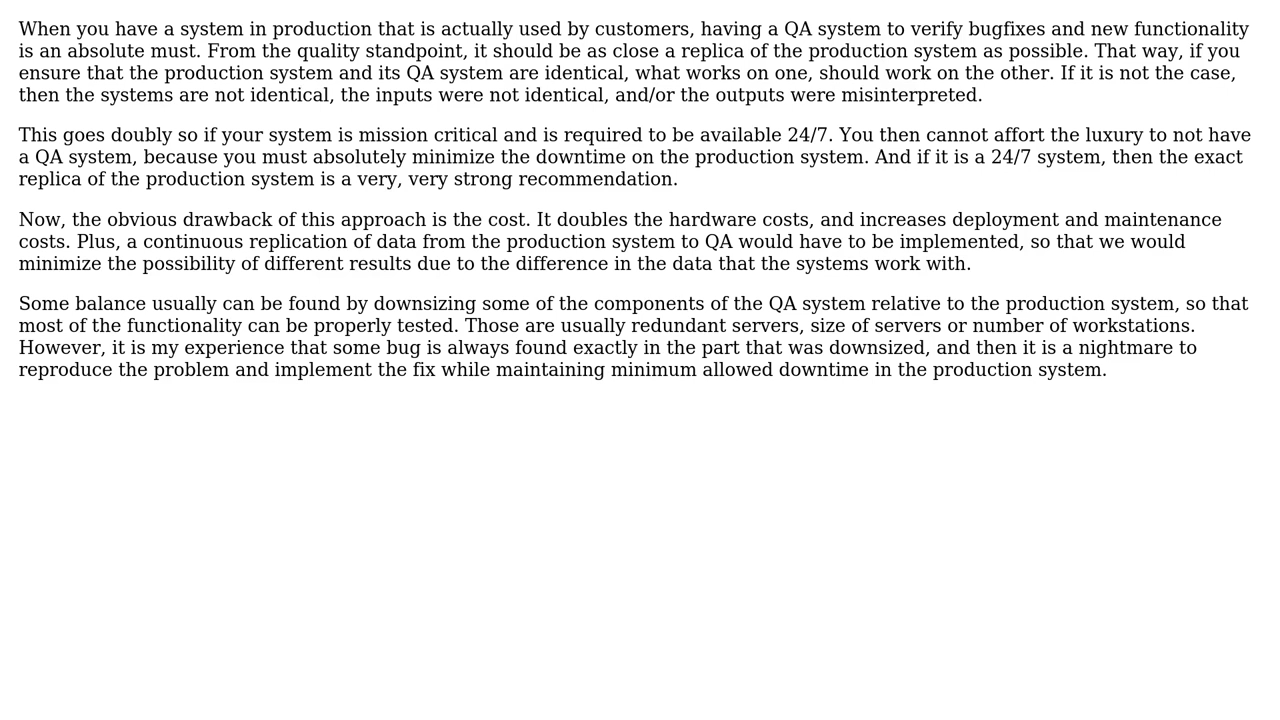 When you have a system in production that is actually used by customers, having a QA system to verify bugfixes and new functionality
is an absolute must. From the quality standpoint, it should be as close a replica of the production system as possible. That way, if you
ensure that the production system and its QA system are identical, what works on one, should work on the other. If it is not the case,
then the systems are not identical, the inputs were not identical, and/or the outputs were misinterpreted.
This goes doubly so if your system is mission critical and is required to be available 24/7. You then cannot affort the luxury to not have
a QA system, because you must absolutely minimize the downtime on the production system. And if it is a 24/7 system, then the exact
replica of the production system is a very, very strong recommendation.
Now, the obvious drawback of this approach is the cost. It doubles the hardware costs, and increases deployment and maintenance
costs. Plus, a continuous replication of data from the production system to QA would have to be implemented, so that we would
minimize the possibility of different results due to the difference in the data that the systems work with.
Some balance usually can be found by downsizing some of the components of the QA system relative to the production system, so that
most of the functionality can be properly tested. Those are usually redundant servers, size of servers or number of workstations.
However, it is my experience that some bug is always found exactly in the part that was downsized, and then it is a nightmare to
reproduce the problem and implement the fix while maintaining minimum allowed downtime in the production system.